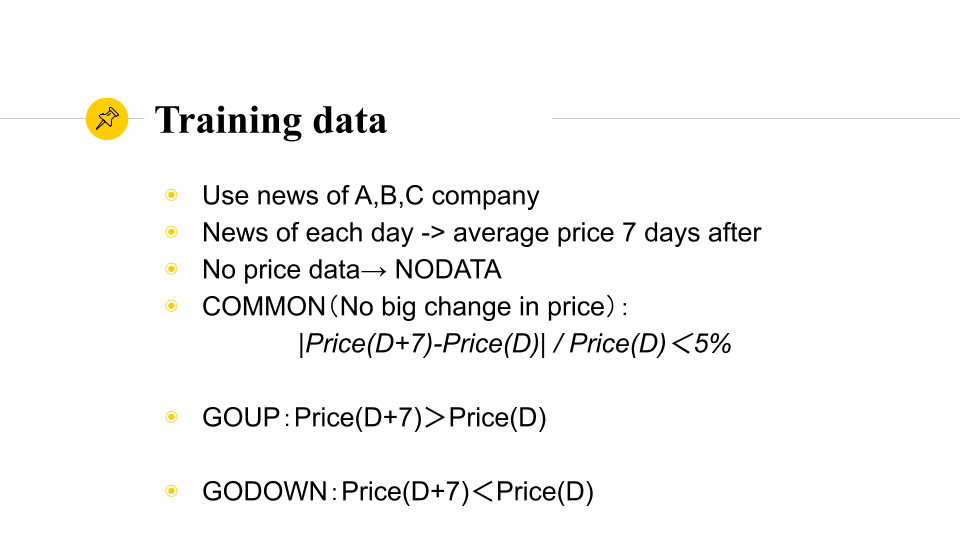 Training data
Use news of A,B,C company
News of each day -> average price 7 days after
No price data→ NODATA
COMMON（No big change in price）:
|Price(D+7)-Price(D)| / Price(D)＜5%
GOUP：Price(D+7)＞Price(D)
GODOWN：Price(D+7)＜Price(D)